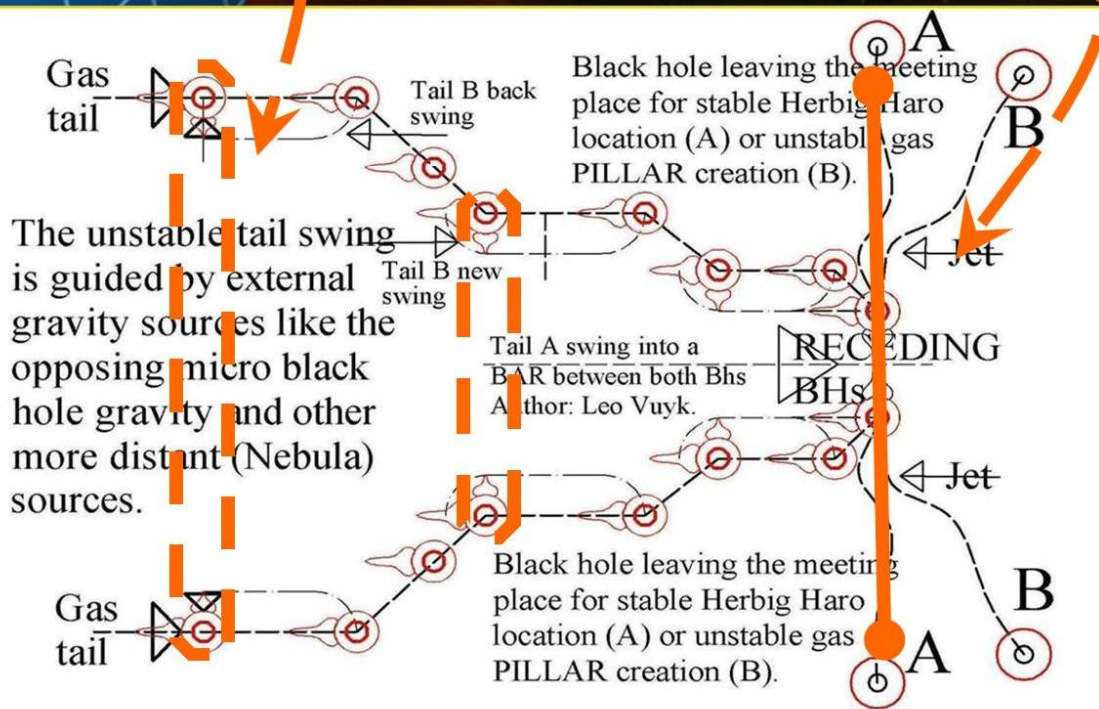 Gas
tail
Tail B back
swing
Black hole leaving the meeting
place for stable Herbig Haro
location (A) or unstable gas
PILLAR creation (B).
A
B
The unstable tail swing
is guided by external
gravity sources like the
opposing micro black
hole gravity and other
more distant (Nebula)
sources.
Tail B new
swing
Jet
Tail A swing into a
BAR between both Bhs
Author: Leo Vuyk.
RECEDING
BHs
Jet
Gas
tail
Black hole leaving the meeting
place for stable Herbig Haro
location (A) or unstable gas
PILLAR creation (B).
B
A